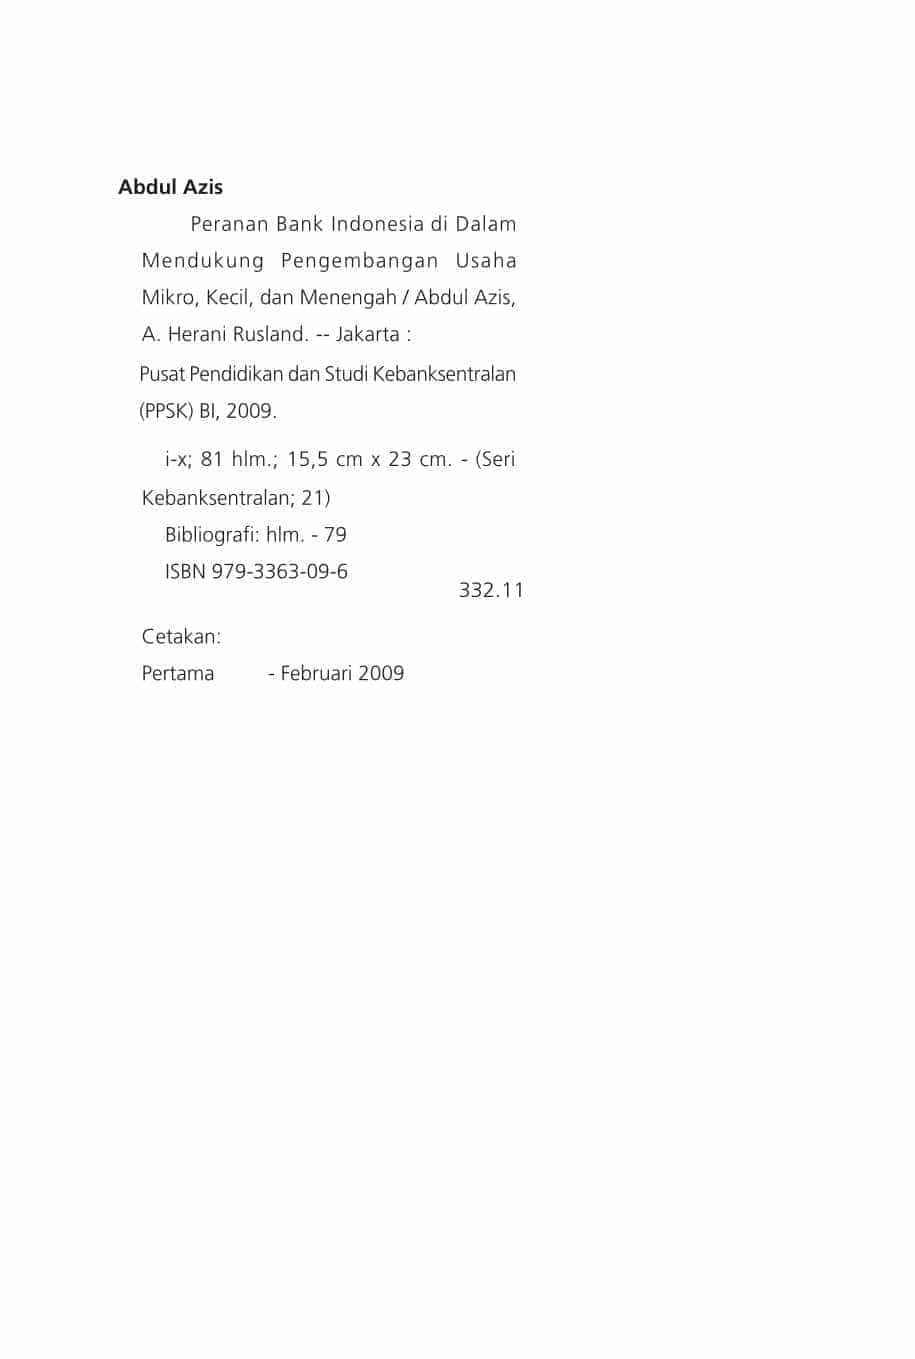 Abdul Azis
Peranan Bank Indonesia di Dalam
Mendukung Pengembangan Usaha
Mikro, Kecil, dan Menengah / Abdul Azis,
A. Herani Rusland. -- Jakarta :
Pusat Pendidikan dan Studi Kebanksentralan
(PPSK) BI, 2009.
i-x; 81 hlm.; 15,5 cm x 23 cm. - (Seri
Kebanksentralan; 21)
Bibliografi: hlm. - 79
ISBN 979-3363-09-6
332.11
Cetakan:
Pertama - Februari 2009